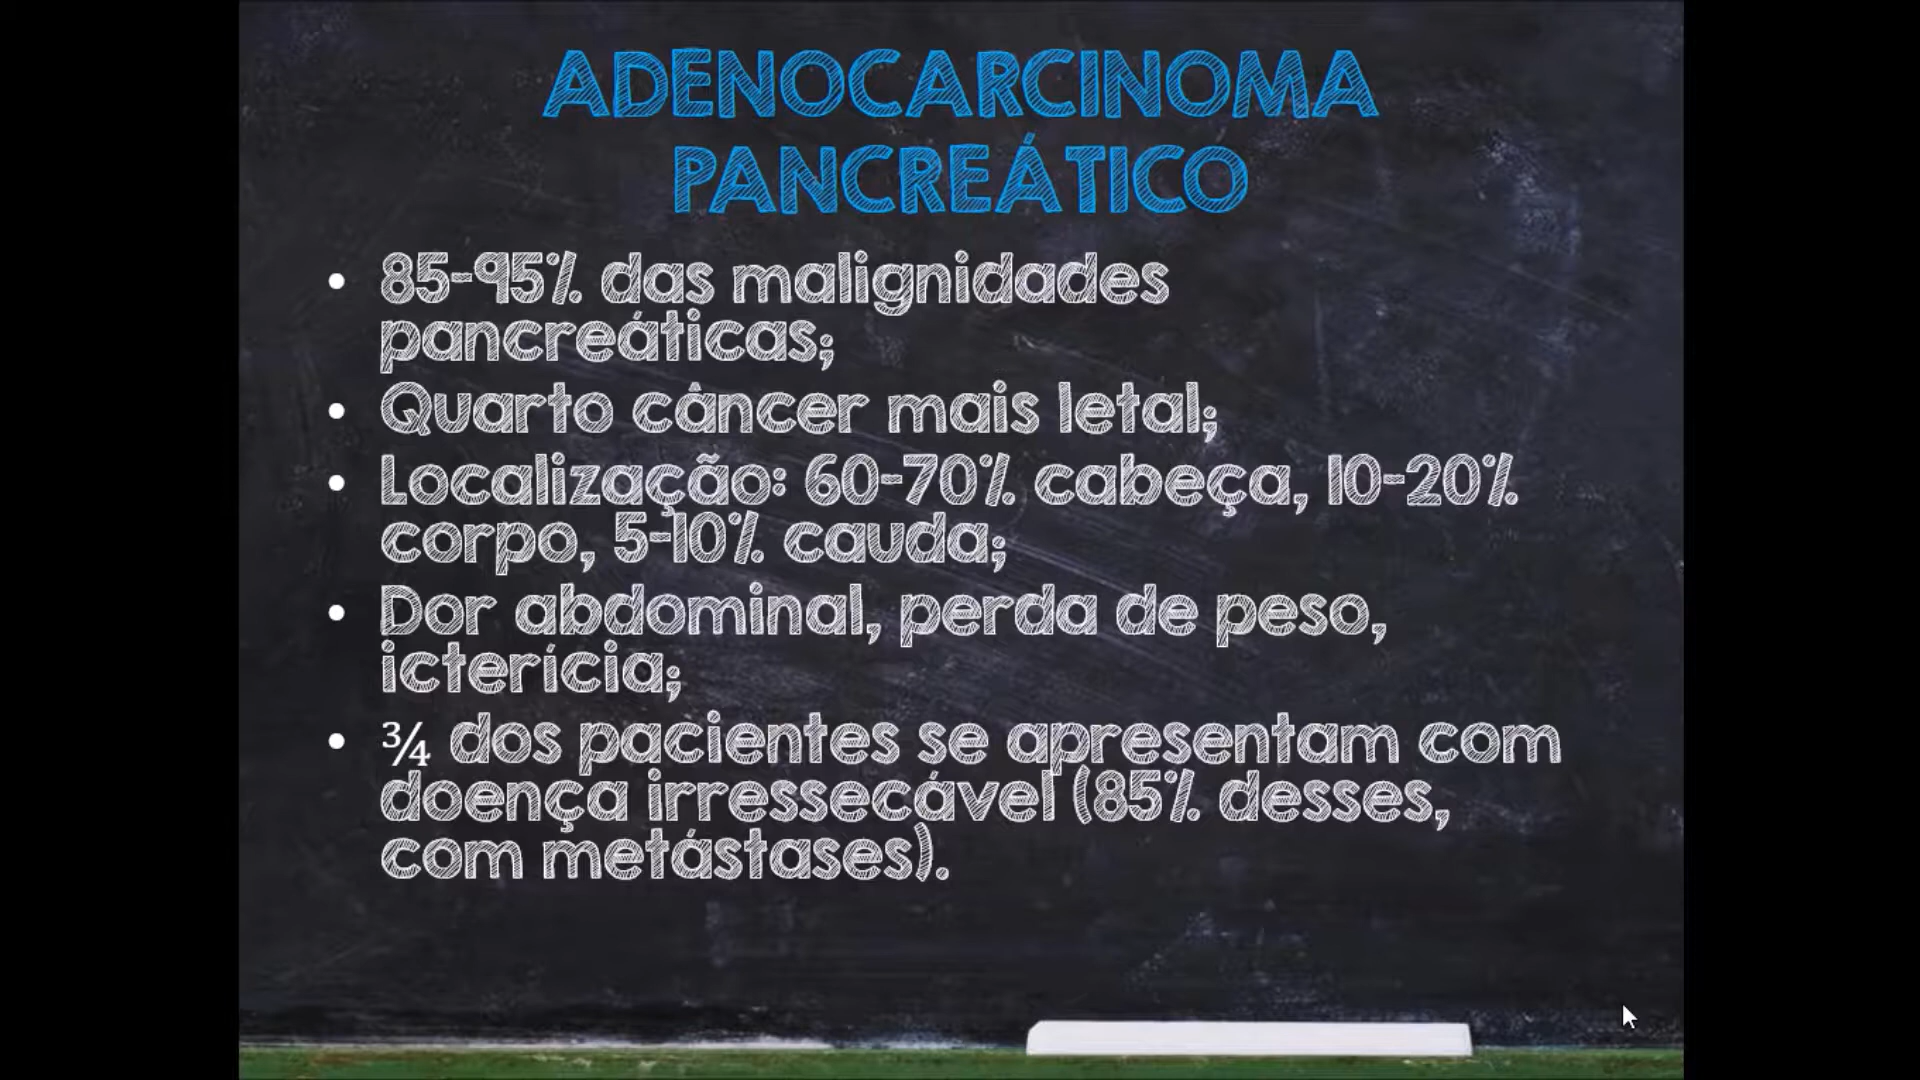 ADENOCARCINOMA
PANCREÁTICO
• 85-95% das malignidades
pancreáticas;
• Quarto câncer mais letal;
• Localização: 60-70% cabeça, 10-20%
corpo, 5-10% cauda;
• Dor abdominal, perda de peso,
icterícia;
• ¾ dos pacientes se apresentam com
doença irressecável (85% desses,
com metástases).